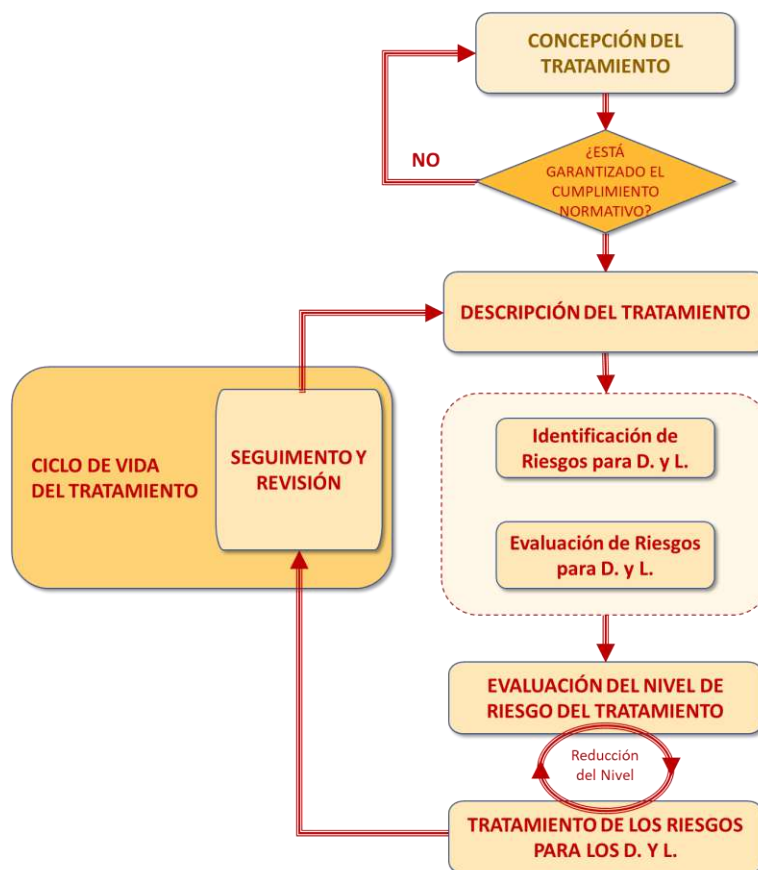 CONCEPCIÓN DEL
TRATAMIENTO
NO
¿ESTÁ
GARANTIZADO EL
CUMPLIMIENTO
NORMATIVO?
DESCRIPCIÓN DEL TRATAMIENTO
CICLO DE VIDA
DEL TRATAMIENTO
SEGUIMENTO Y
REVISIÓN
Identificación de
Riesgos para D. y L.
Evaluación de Riesgos
para D. y L.
EVALUACIÓN DEL NIVEL DE
RIESGO DEL TRATAMIENTO
Reducción
del Nivel
TRATAMIENTO DE LOS RIESGOS
PARA LOS D. Y L.